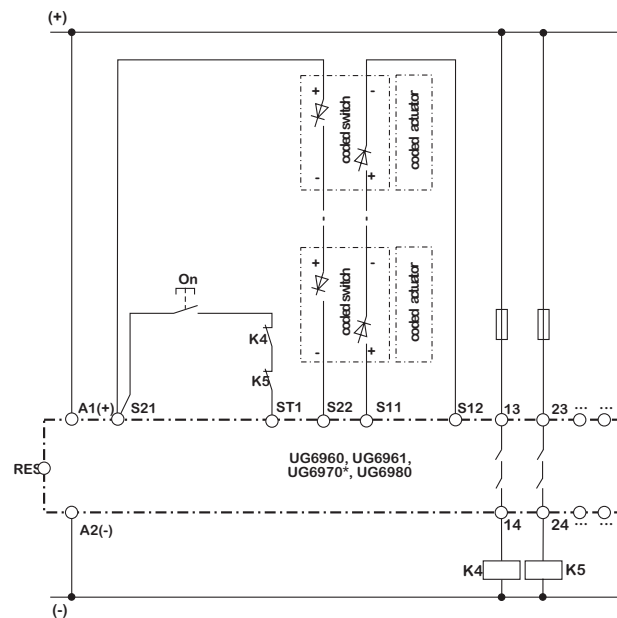 (+)
+
-
coded switch
coded actuator
-
+
+
-
coded switch
coded actuator
-
+
On
K4
K5
A1(+)
S21
ST1
S22
S11
S12
13
23
...
...
RES
UG6960, UG6961,
UG6970*, UG6980
A2(-)
14
24
...
...
K4
K5
(-)